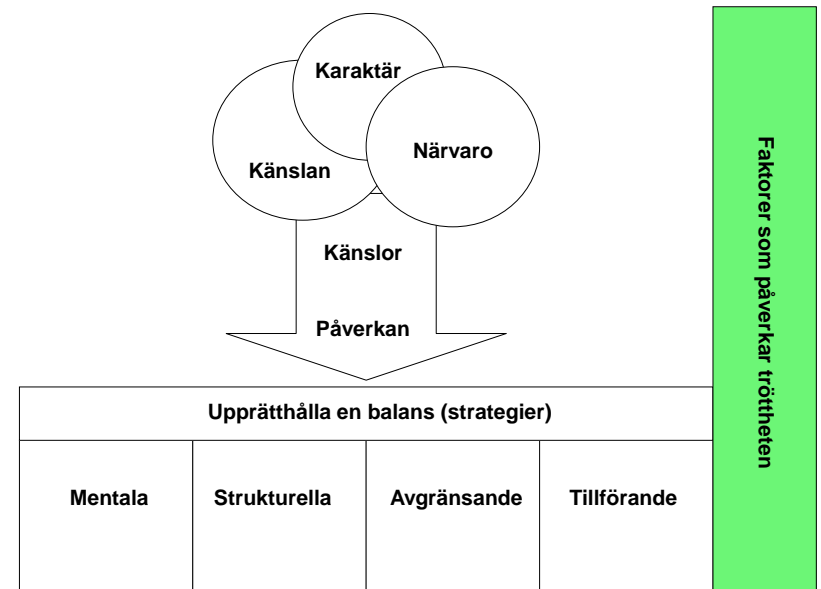 Karaktär
Känslan
Närvaro
Känslor
Påverkan
Upprätthålla en balans (strategier)
Mentala
Strukturella
Avgränsande
Tillförande
Faktorer som påverkar tröttheten